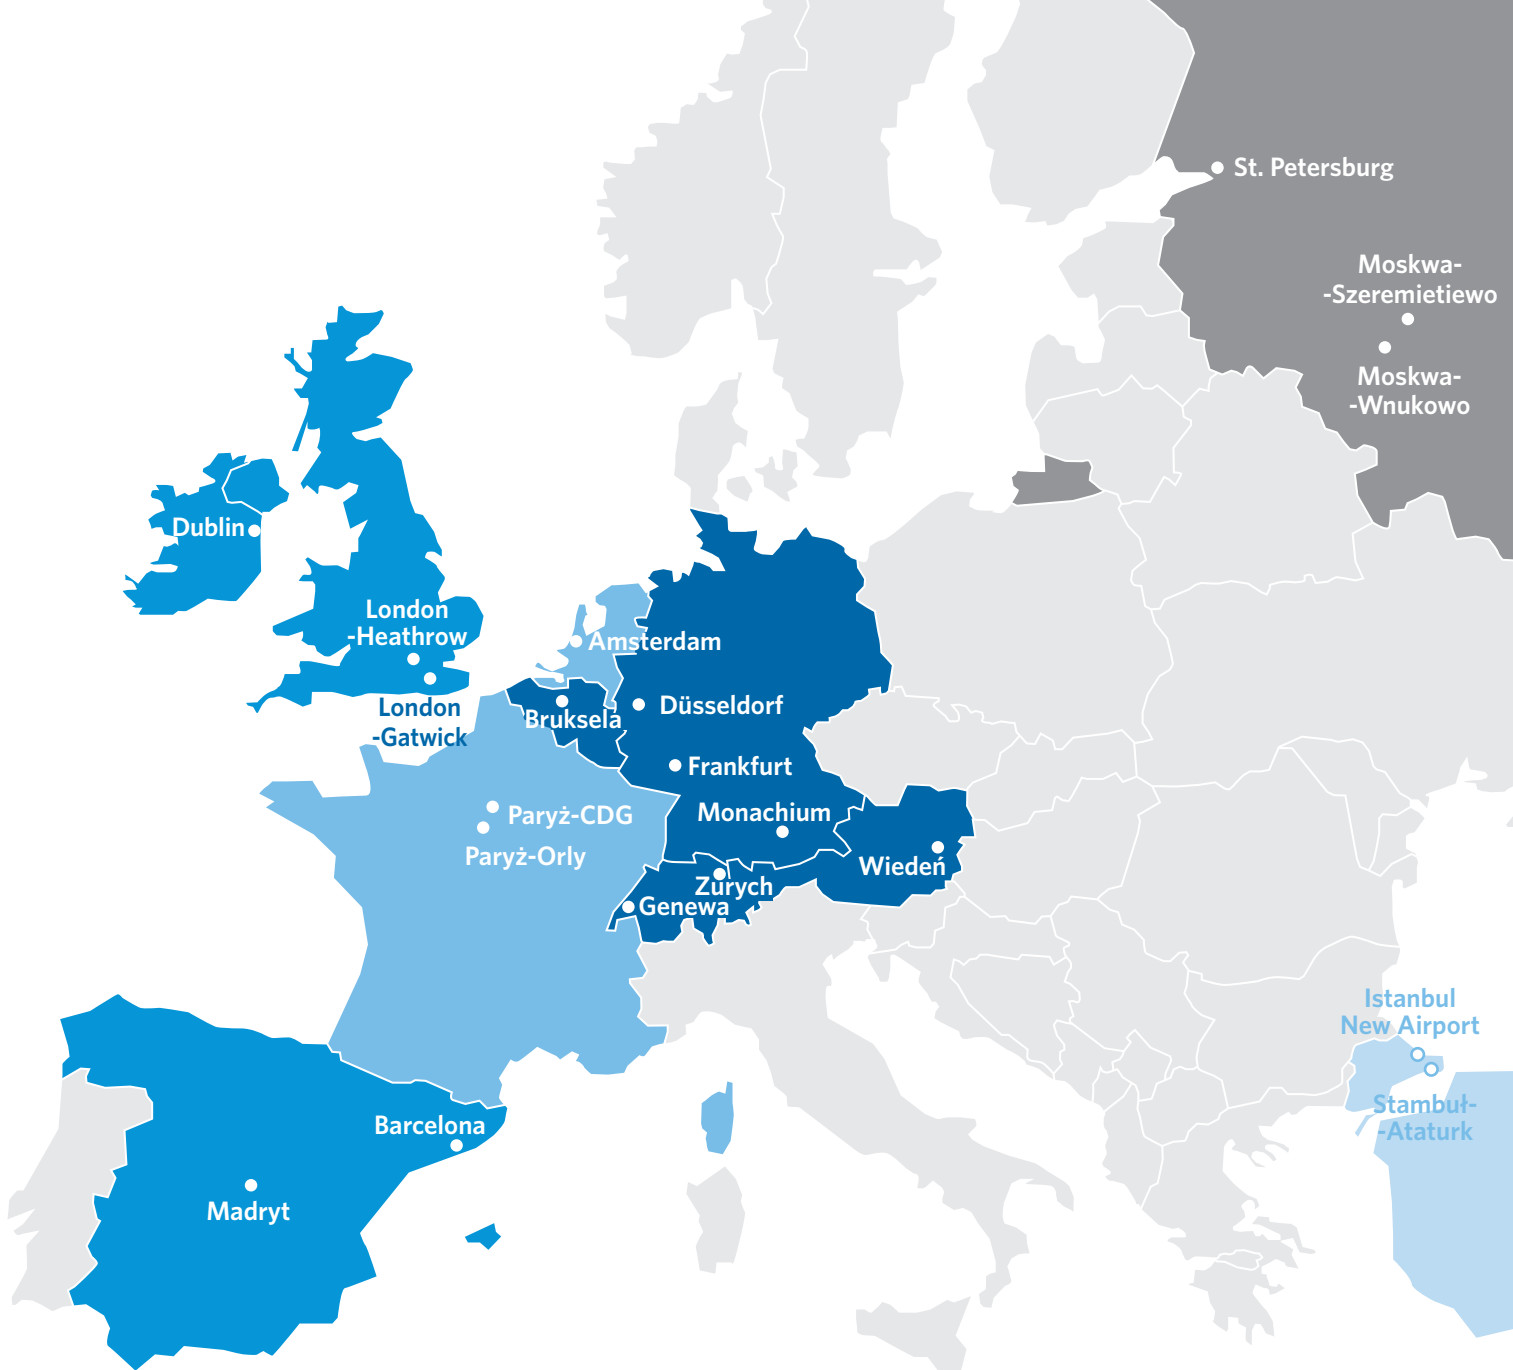 St. Petersburg
Moskwa-
-Szeremietiewo
Moskwa-
-Wnukowo
Dublin
London
-Heathrow
London
-Gatwick
Amsterdam
Bruksela
Düsseldorf
Frankfurt
Monachium
Paryż-CDG
Paryż-Orly
Wiedeń
Zurych
Genewa
Istanbul
New Airport
Stambuł-
-Ataturk
Barcelona
Madryt